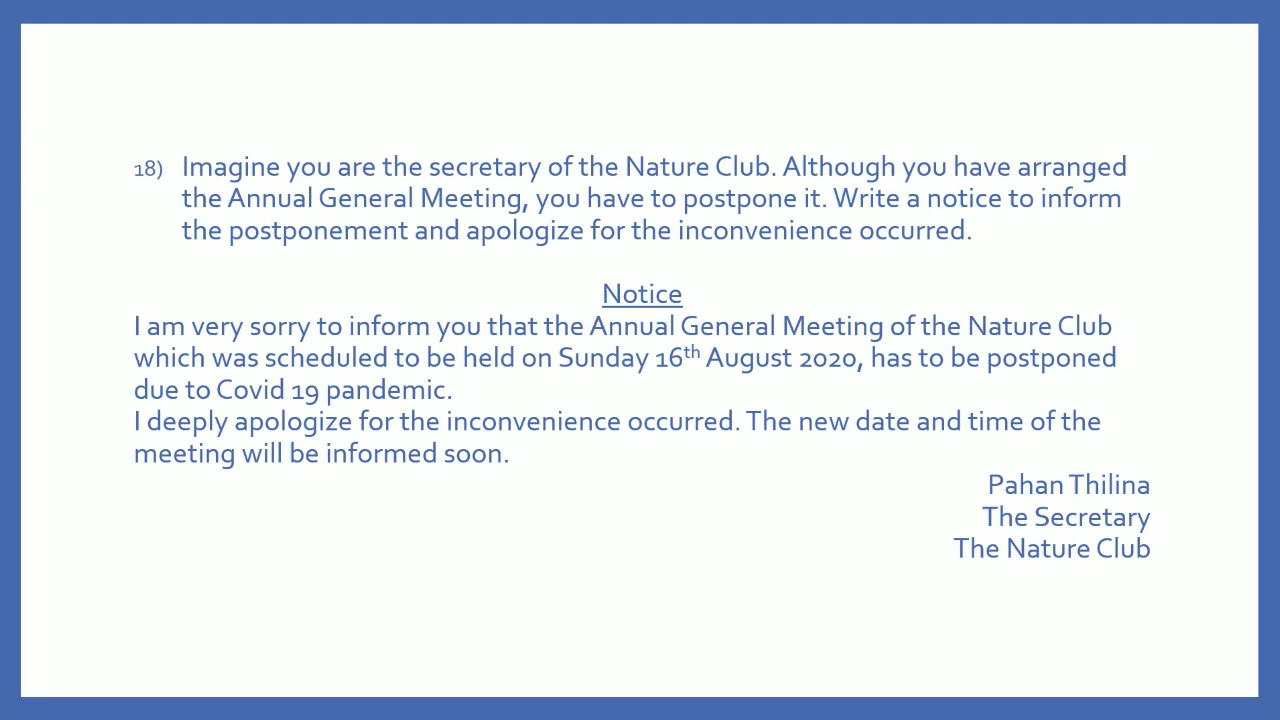 18) Imagine you are the secretary of the Nature Club. Although you have arranged
the Annual General Meeting, you have to postpone it. Write a notice to inform
the postponement and apologize for the inconvenience occurred.
Notice
I am very sorry to inform you that the Annual General Meeting of the Nature Club
which was scheduled to be held on Sunday 16th August 2020, has to be postponed
due to Covid 19 pandemic.
I deeply apologize for the inconvenience occurred. The new date and time of the
meeting will be informed soon.
Pahan Thilina
The Secretary
The Nature Club